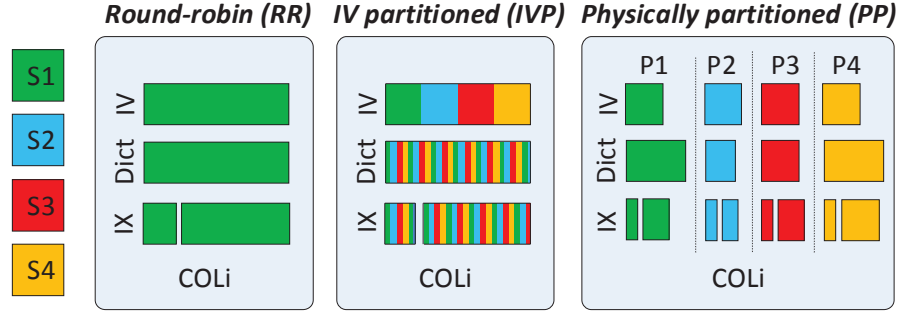 Round-robin (RR)
IV partitioned (IVP)
Physically partitioned (PP)
S1
S2
S3
S4
IV
Dict
IX
COLi
IV
Dict
IX
COLi
P1 P2 P3 P4
IV
Dict
IX
COLi